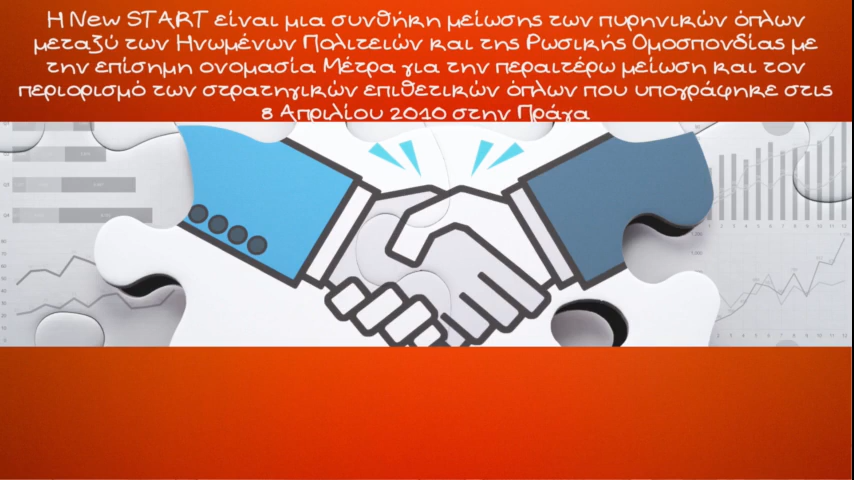 Η New START είναι μια συνθήκη μείωσης των πυρηνικών όπλων
μεταξύ των Ηνωμένων Πολιτειών και της Ρωσικής Ομοσπονδίας με
την επίσημη ονομασία Μέτρα για την περαιτέρω μείωση και τον
περιορισμό των στρατηγικών επιθετικών όπλων που υπογράφηκε στις
8 Απριλίου 2010 στην Πράγα